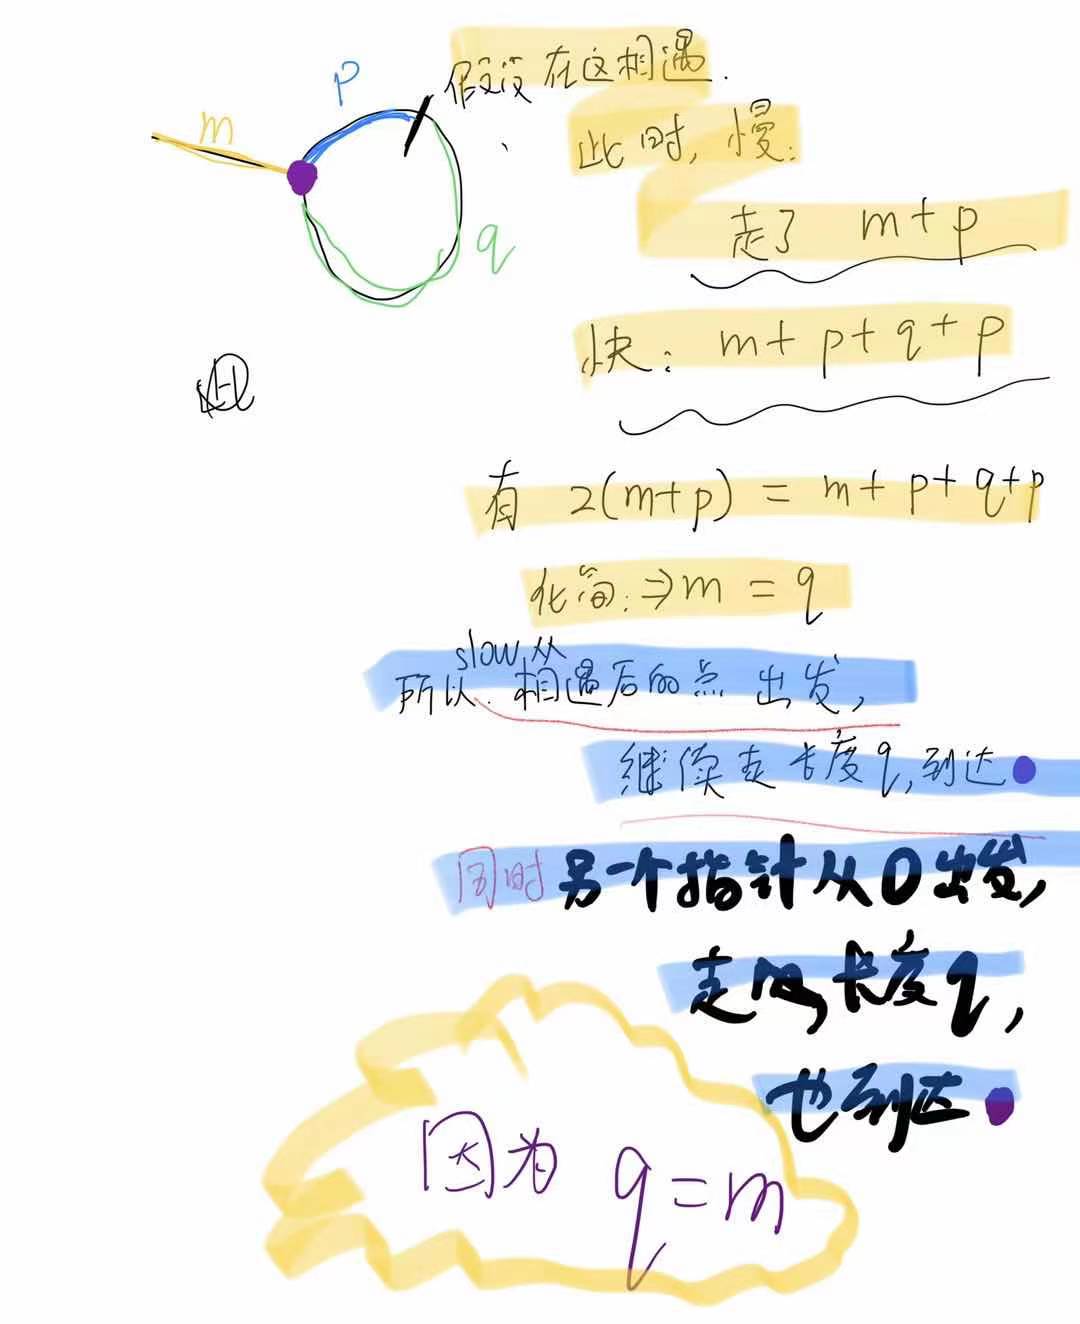 p
m
q
假设在这相遇.
此时,慢:
走了 m+p
快: m+p+q+p
有 2(m+p) = m+p+q+p
化简: ⇒ m = q
slow从
所以. 相遇后的点出发,
继续走长度q,到达
同时 另一个指针从0出发,
走 长度q,
也到达
因为 q=m